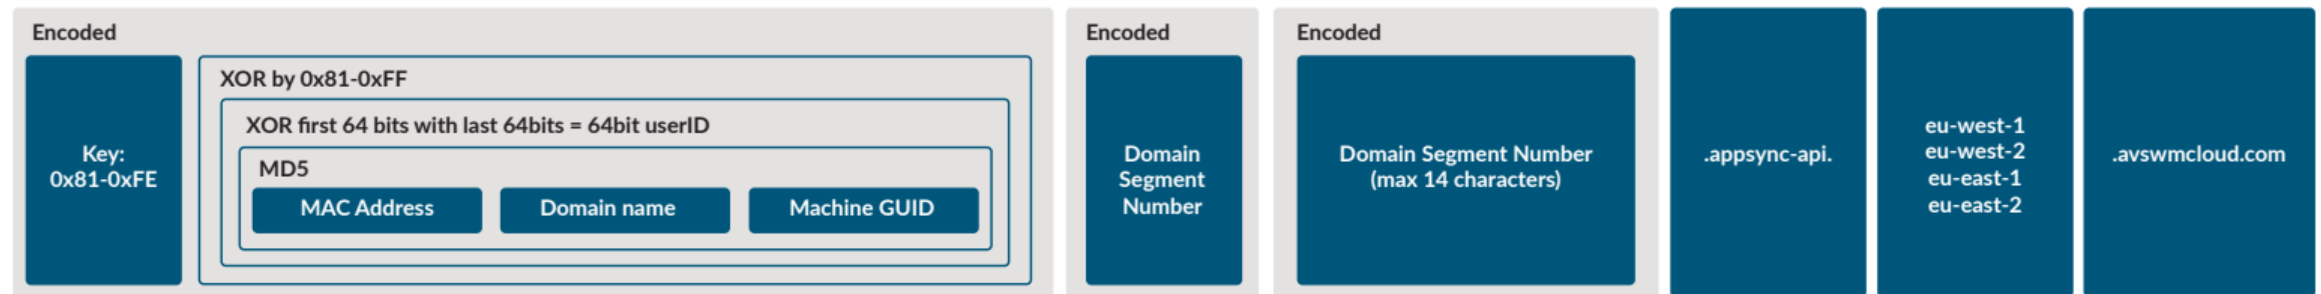 Encoded
Key:
0x81-0xFE
XOR by 0x81-0xFF
XOR first 64 bits with last 64bits = 64bit userID
MD5
MAC Address
Domain name
Machine GUID
Encoded
Domain
Segment
Number
Encoded
Domain Segment Number
(max 14 characters)
.appsync-api.
eu-west-1
eu-west-2
eu-east-1
eu-east-2
.avswmcloud.com